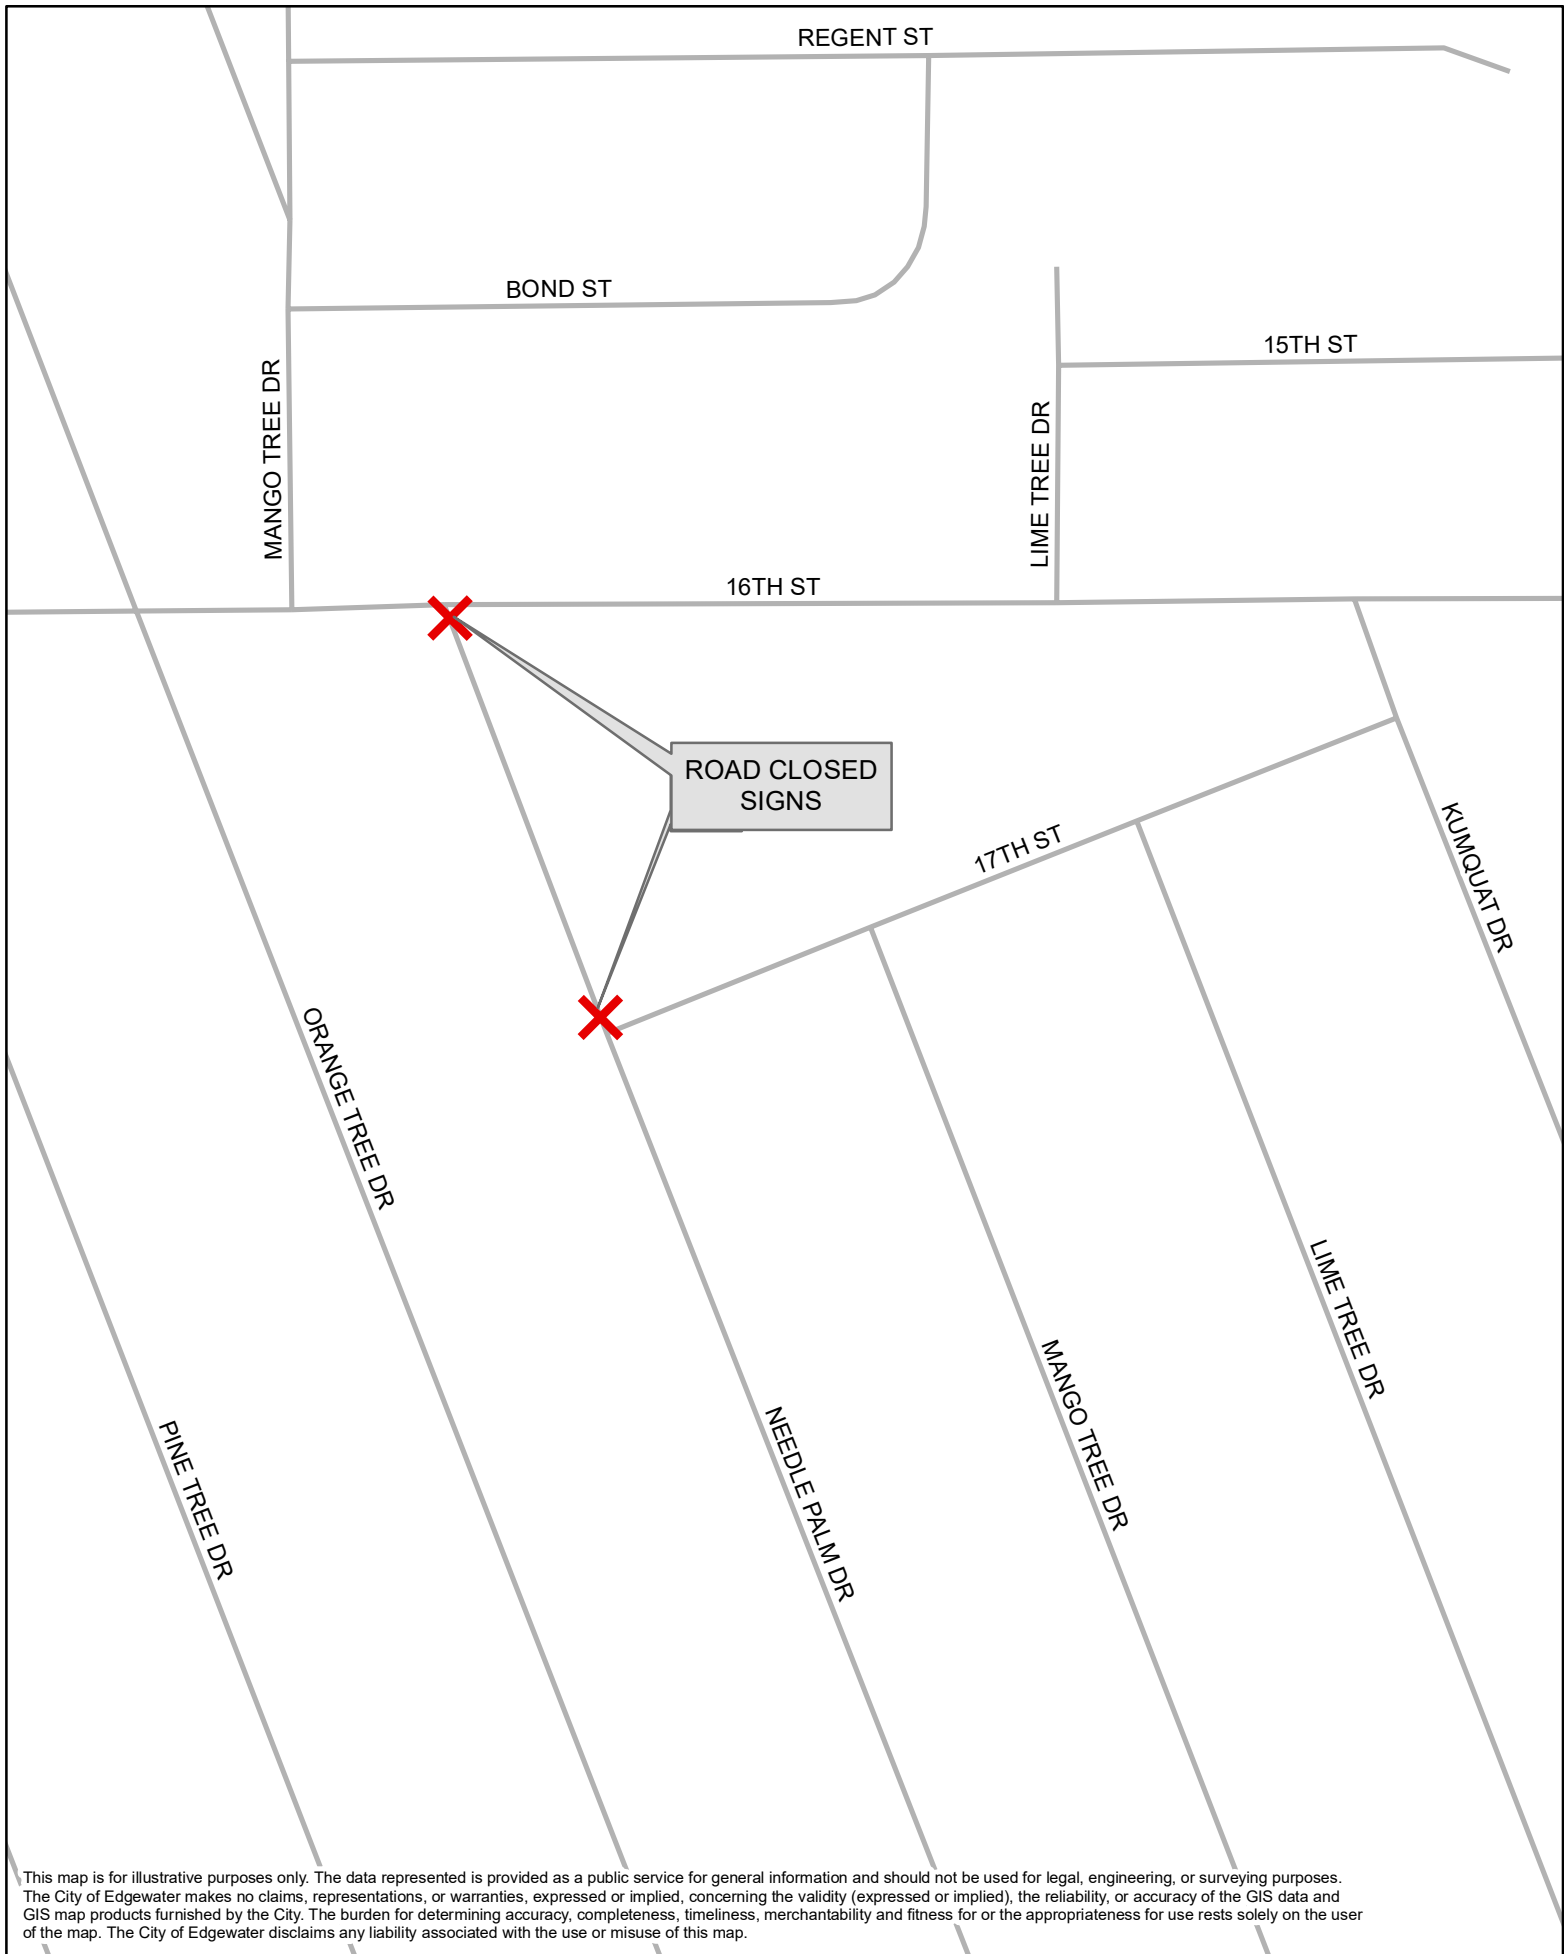 REGENT ST
BOND ST
15TH ST
MANGO TREE DR
LIME TREE DR
16TH ST
ROAD CLOSED
SIGNS
17TH ST
KUMQUAT DR
ORANGE TREE DR
LIME TREE DR
MANGO TREE DR
NEEDLE PALM DR
PINE TREE DR
This map is for illustrative purposes only. The data represented is provided as a public service for general information and should not be used for legal, engineering, or surveying purposes.
The City of Edgewater makes no claims, representations, or warranties, expressed or implied, concerning the validity (expressed or implied), the reliability, or accuracy of the GIS data and
GIS map products furnished by the City. The burden for determining accuracy, completeness, timeliness, merchantability and fitness for or the appropriateness for use rests solely on the user
of the map. The City of Edgewater disclaims any liability associated with the use or misuse of this map.